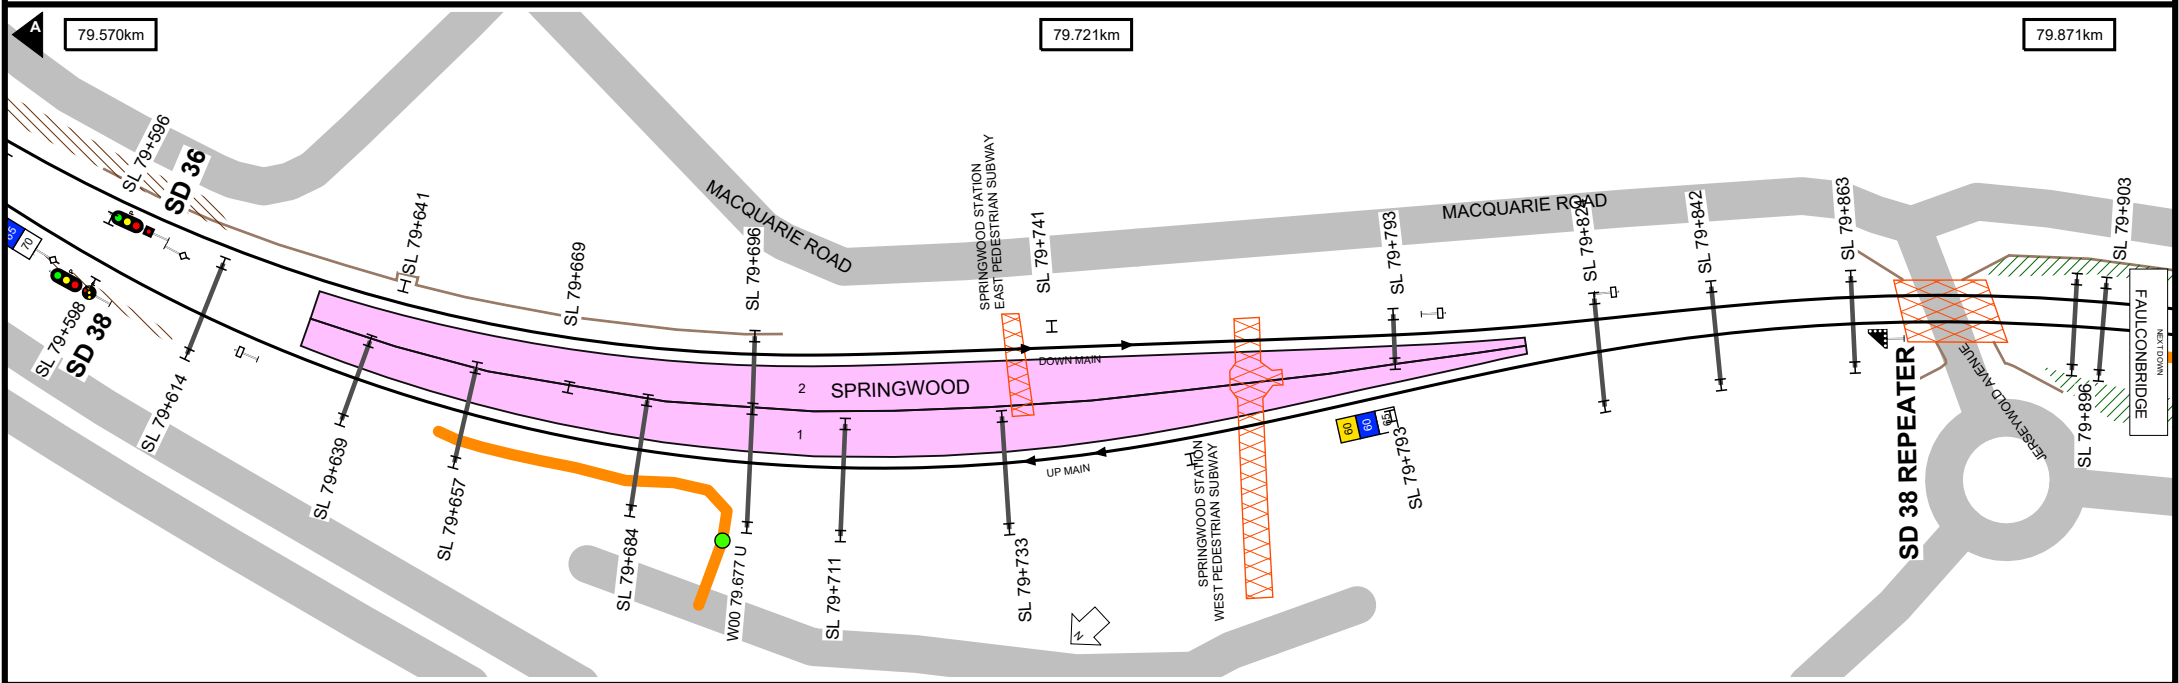 A
79.570km
79.721km
79.871km
SL 79+596
SD 36
SL 79+641
SL 79+669
SL 79+696
MACQUARIE ROAD
SPRINGWOOD STATION
EAST PEDESTRIAN SUBWAY
SL 79+741
SL 79+793
MACQUARIE ROAD
SL 79+824
SL 79+842
SL 79+863
SL 79+903
65
70
SL 79+598
SD 38
SL 79+614
SL 79+639
SL 79+657
SL 79+684
W00 79.677 U
SL 79+711
2
SPRINGWOOD
1
DOWN MAIN
UP MAIN
SL 79+733
N
SPRINGWOOD STATION
WEST PEDESTRIAN SUBWAY
60
60
65
SL 79+793
SD 38 REPEATER
JERSEYWOLD AVENUE
SL 79+896
FAULCONBRIDGE
NEXT DOWN